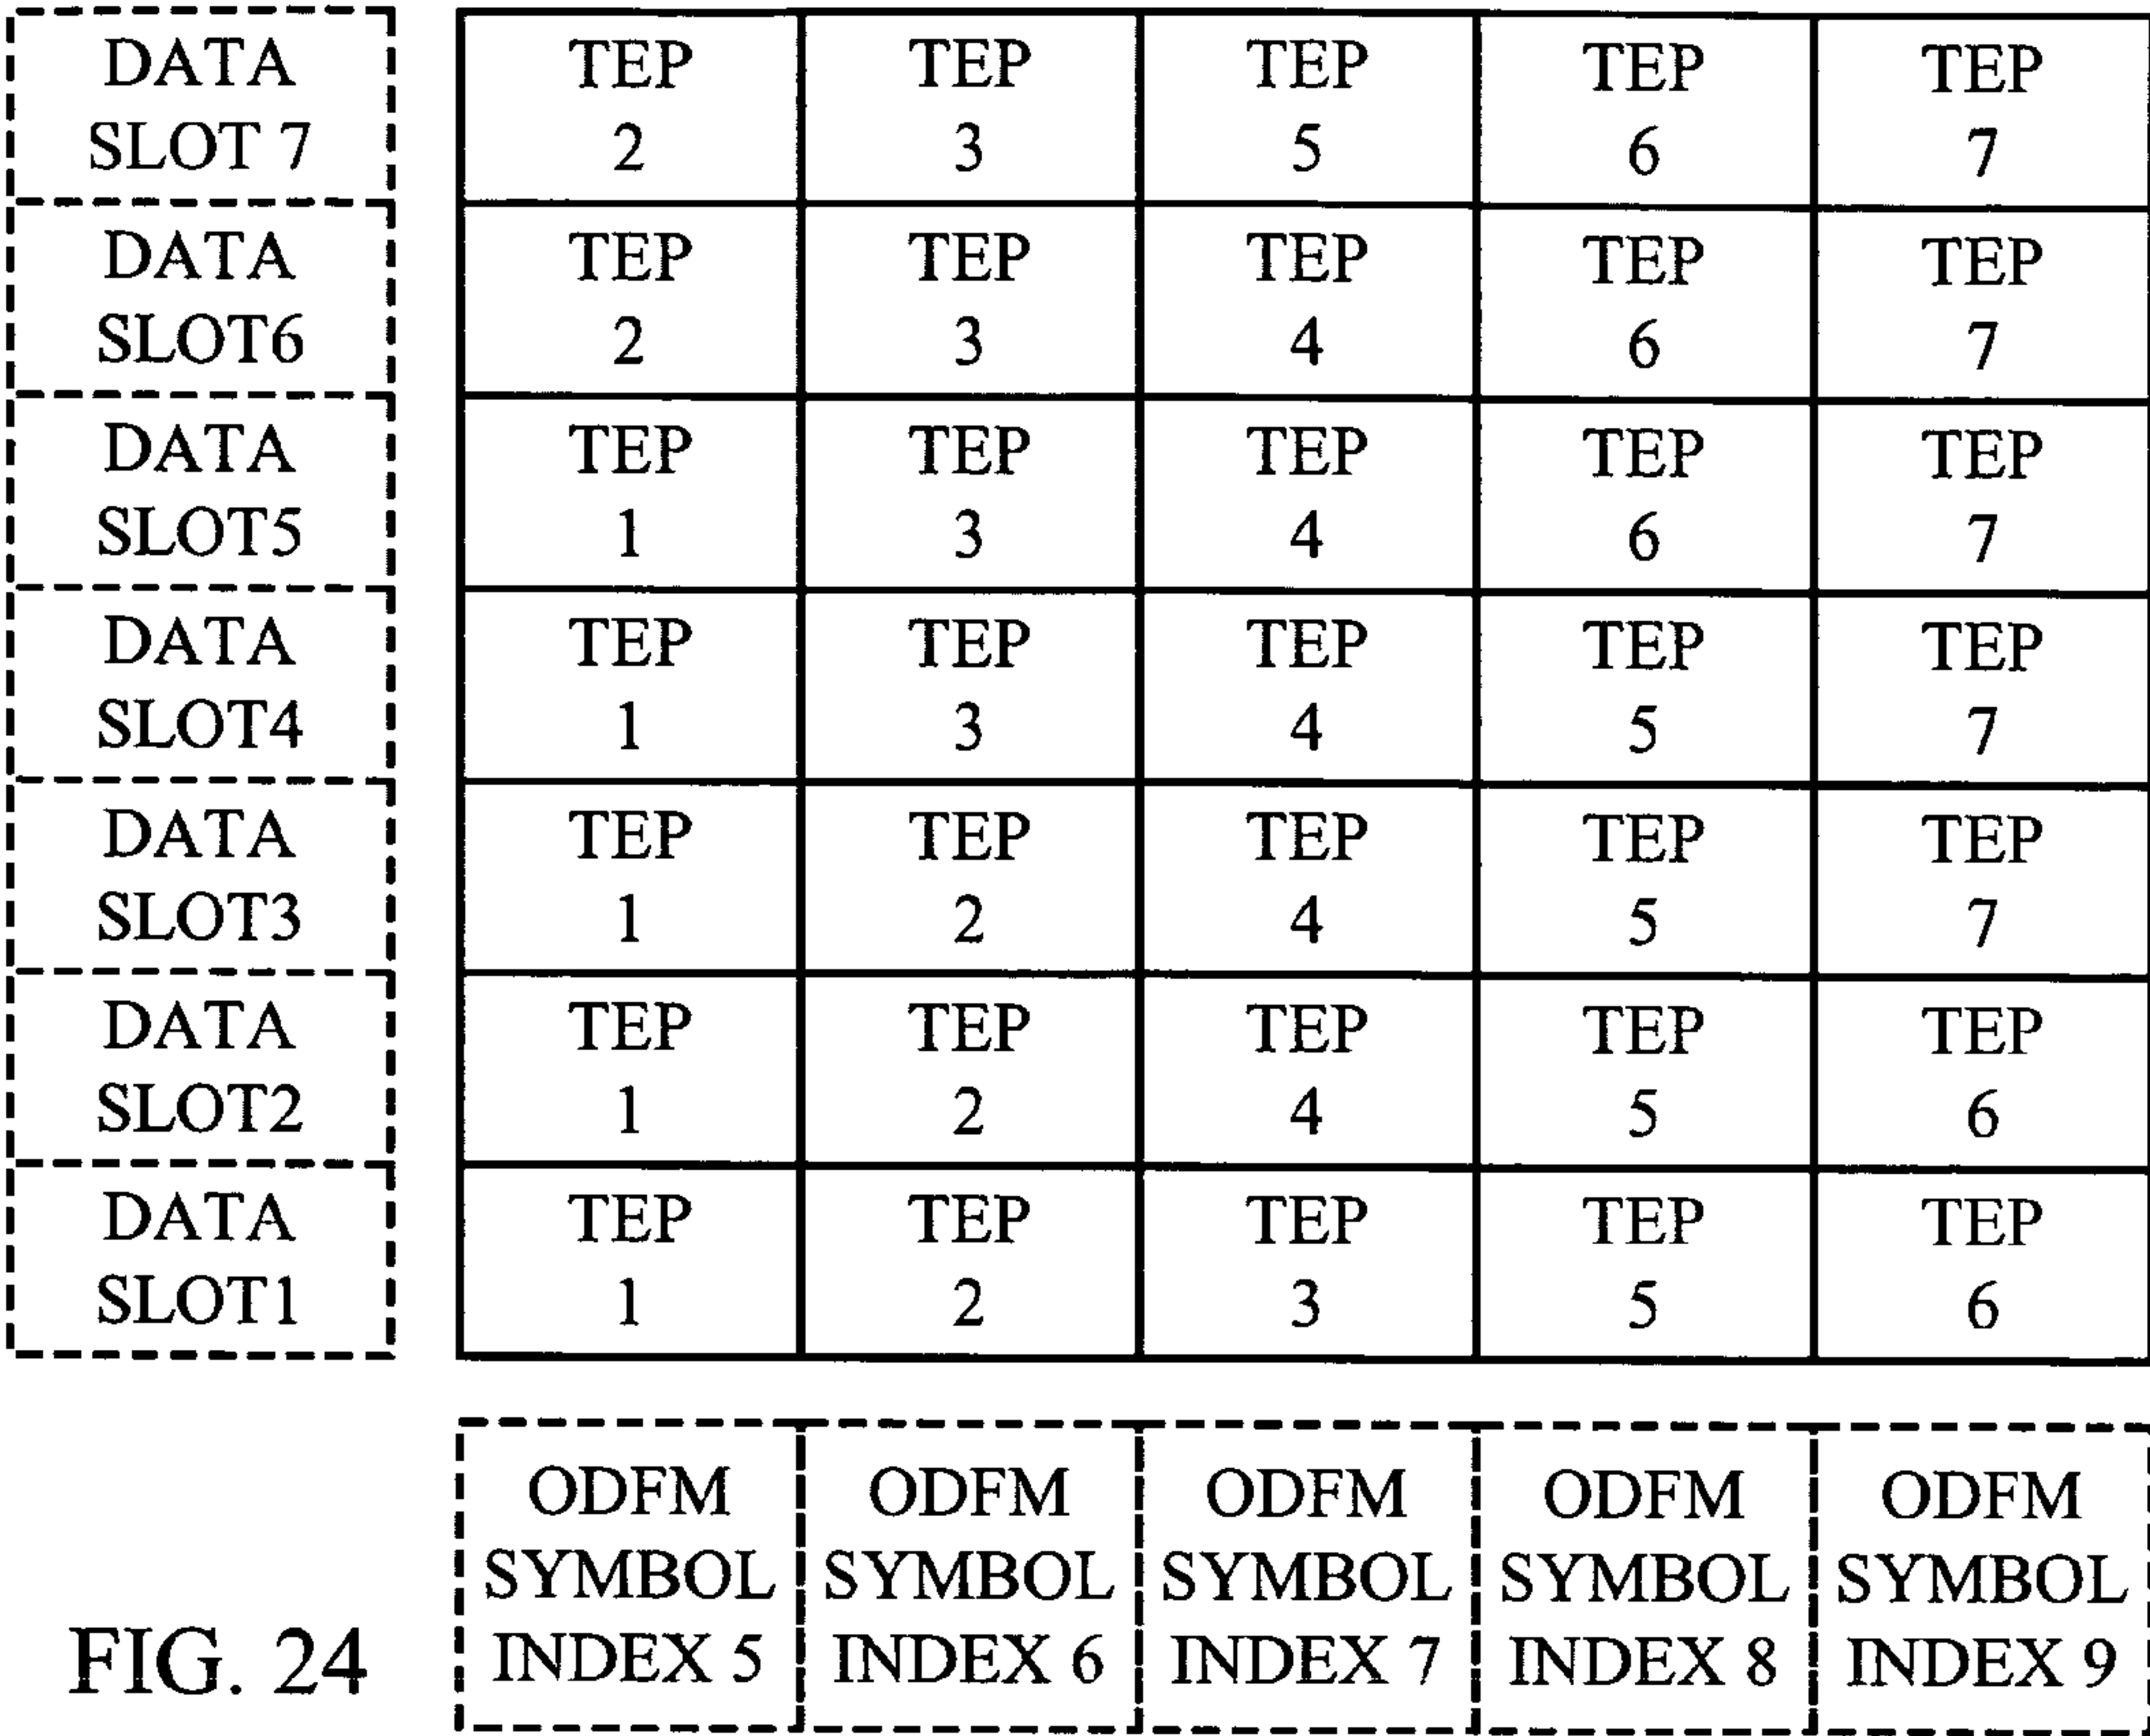 DATA TEP TEP TEP TEP TEP
SLOT 7 2 3 5 6 7
DATA TEP TEP TEP TEP TEP
SLOT6 2 3 4 6 7
DATA TEP TEP TEP TEP TEP
SLOT5 1 3 4 6 7
DATA TEP TEP TEP TEP TEP
SLOT4 1 3 4 5 7
DATA TEP TEP TEP TEP TEP
SLOT3 1 2 4 5 7
DATA TEP TEP TEP TEP TEP
SLOT2 1 2 4 5 6
DATA TEP TEP TEP TEP TEP
SLOT1 1 2 3 5 6
ODFM ODFM ODFM ODFM ODFM
SYMBOL SYMBOL SYMBOL SYMBOL SYMBOL
INDEX 5 INDEX 6 INDEX 7 INDEX 8 INDEX 9
FIG. 24